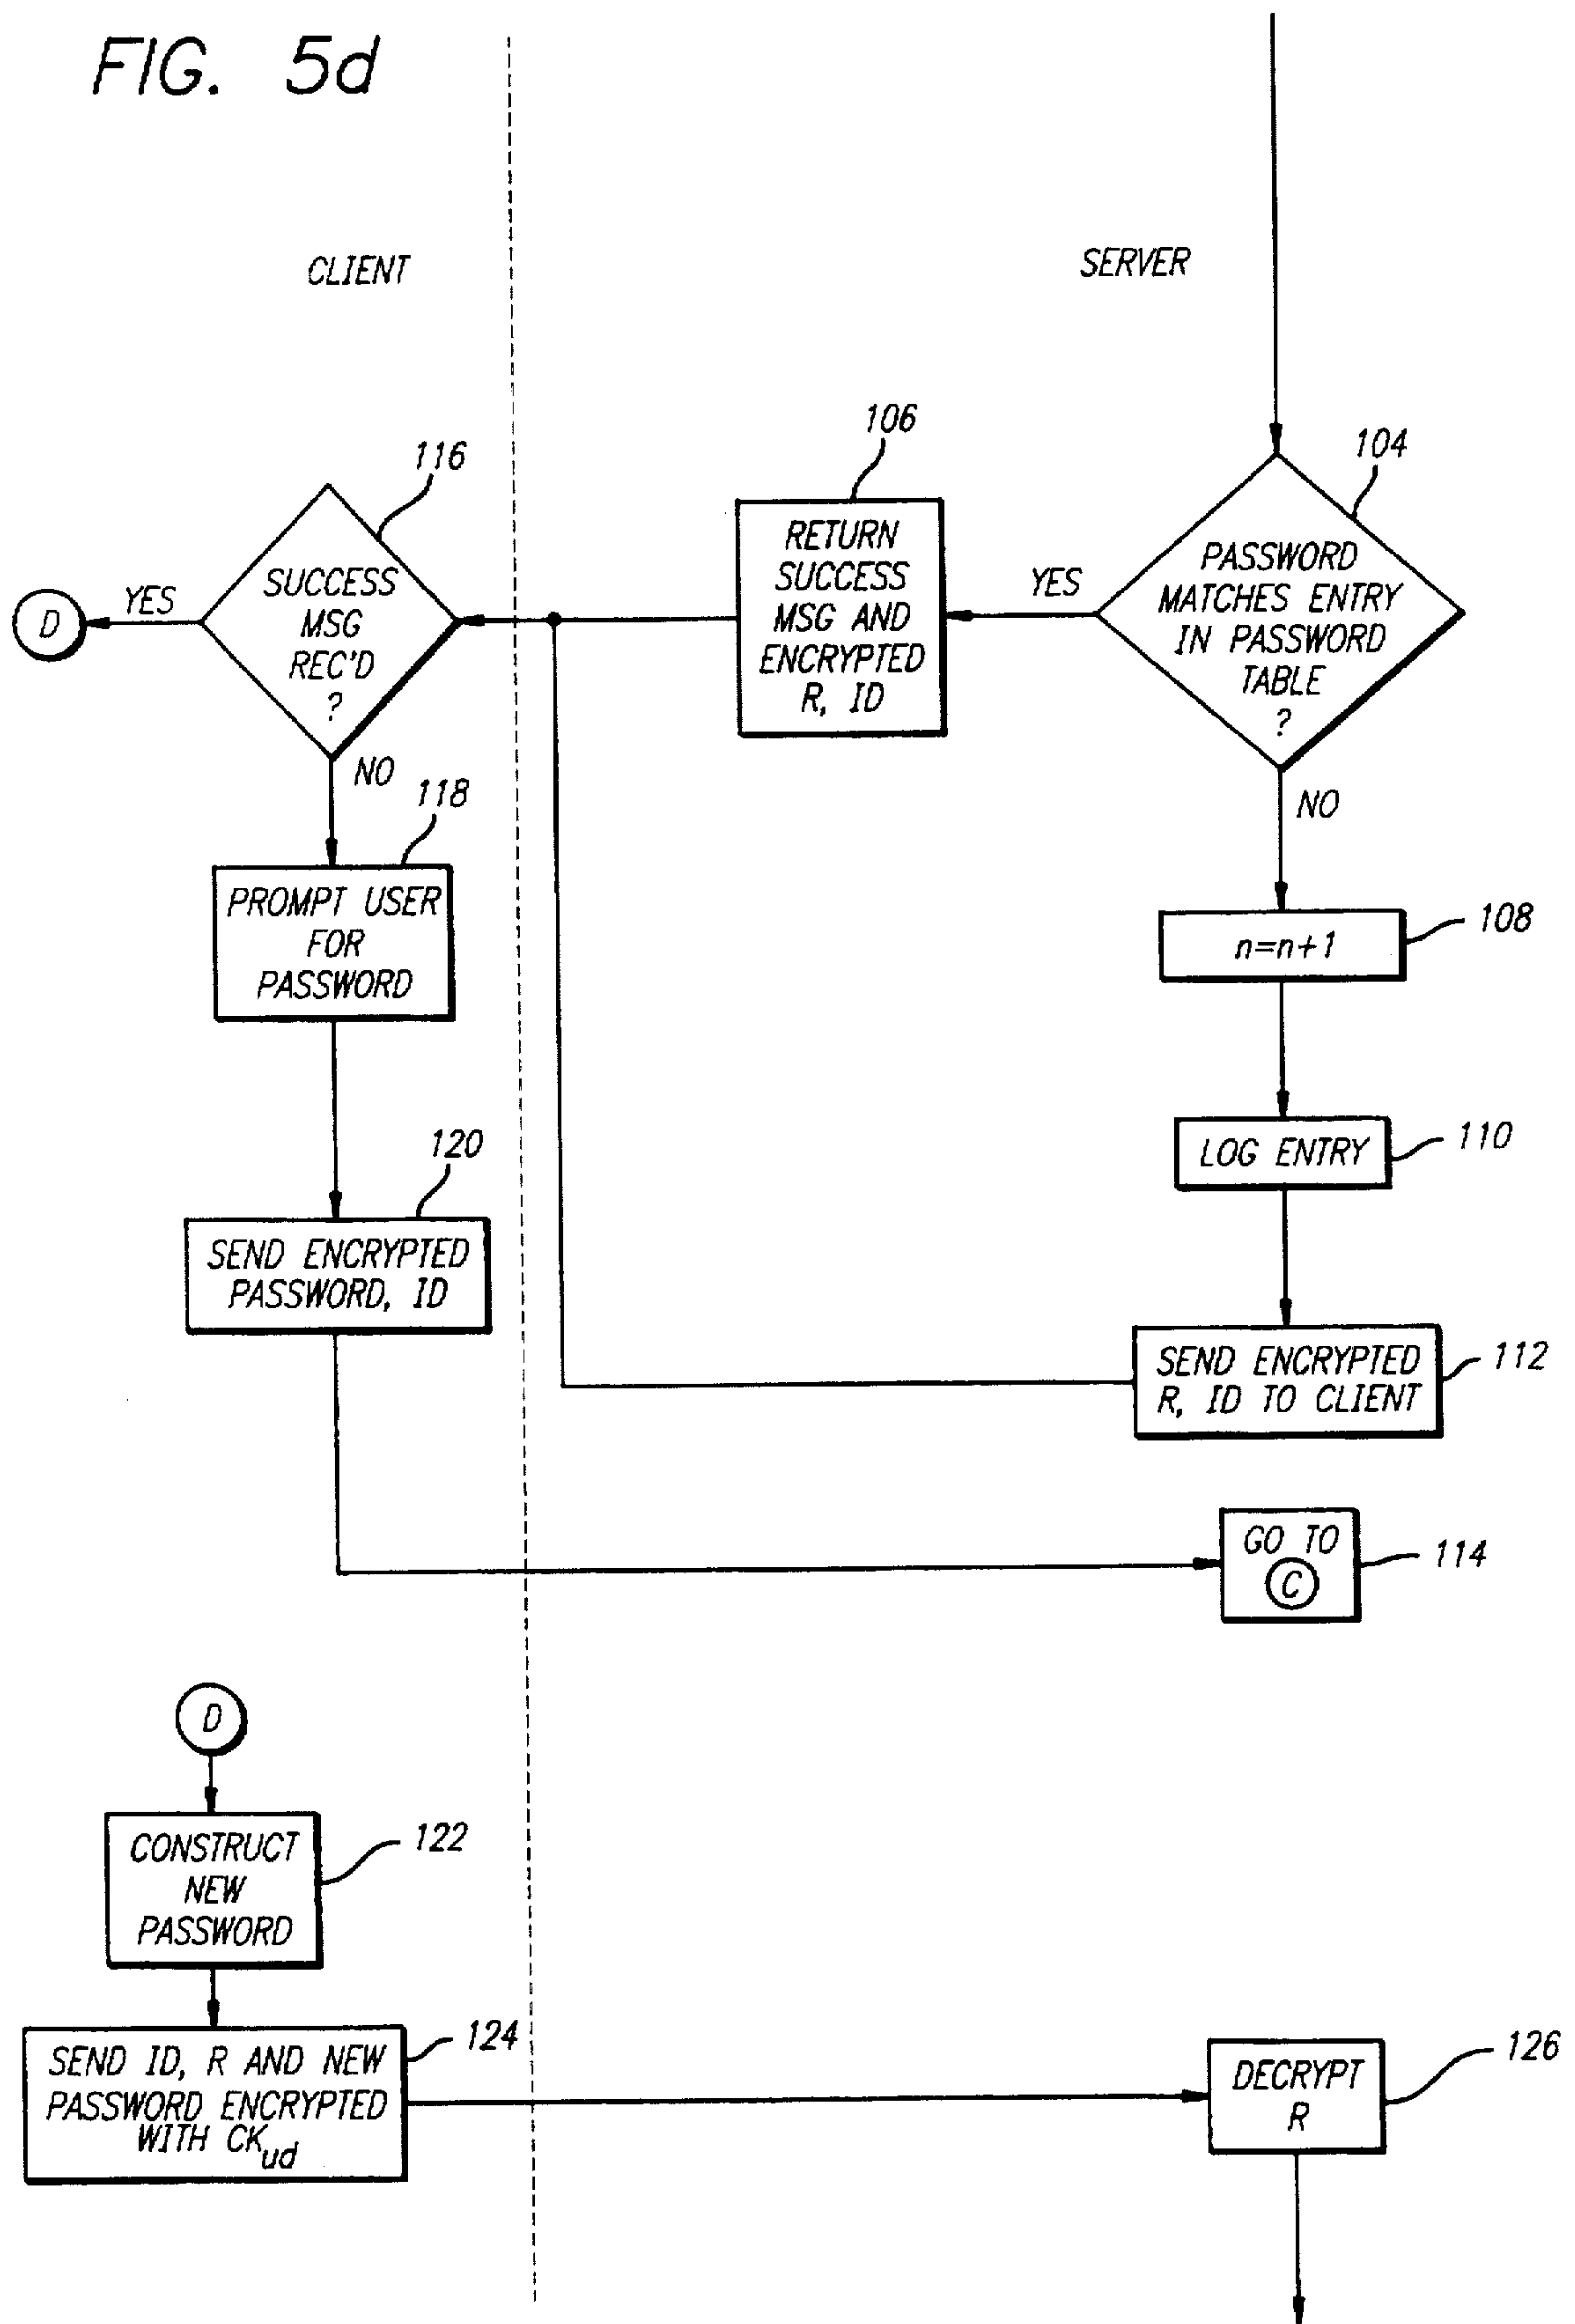 FIG. 5d
CLIENT
SERVER
104
PASSWORD
MATCHES ENTRY
IN PASSWORD
TABLE
?
YES
NO
106
RETURN
SUCCESS
MSG AND
ENCRYPTED
R, ID
116
SUCCESS
MSG
REC'D
?
YES
D
NO
118
PROMPT USER
FOR
PASSWORD
108
n=n+1
110
LOG ENTRY
120
SEND ENCRYPTED
PASSWORD, ID
112
SEND ENCRYPTED
R, ID TO CLIENT
114
GO TO
C
D
122
CONSTRUCT
NEW
PASSWORD
124
SEND ID, R AND NEW
PASSWORD ENCRYPTED
WITH CKud
126
DECRYPT
R